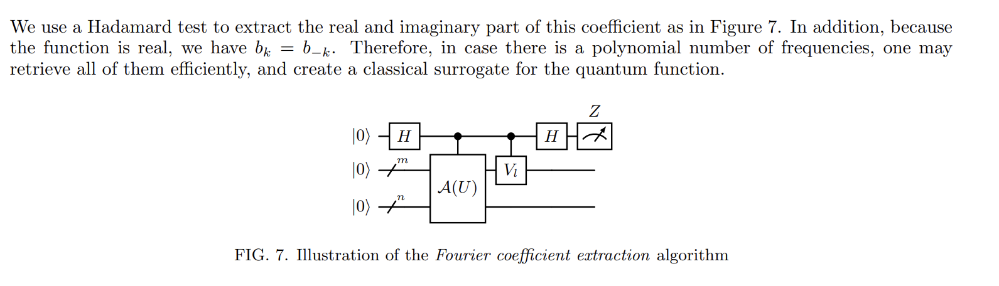 We use a Hadamard test to extract the real and imaginary part of this coefficient as in Figure 7. In addition, because
the function is real, we have bₖ = b₋ₖ. Therefore, in case there is a polynomial number of frequencies, one may
retrieve all of them efficiently, and create a classical surrogate for the quantum function.
Z
|0⟩ H H
|0⟩ m Vₗ
𝒜(U)
|0⟩ n
FIG. 7. Illustration of the Fourier coefficient extraction algorithm